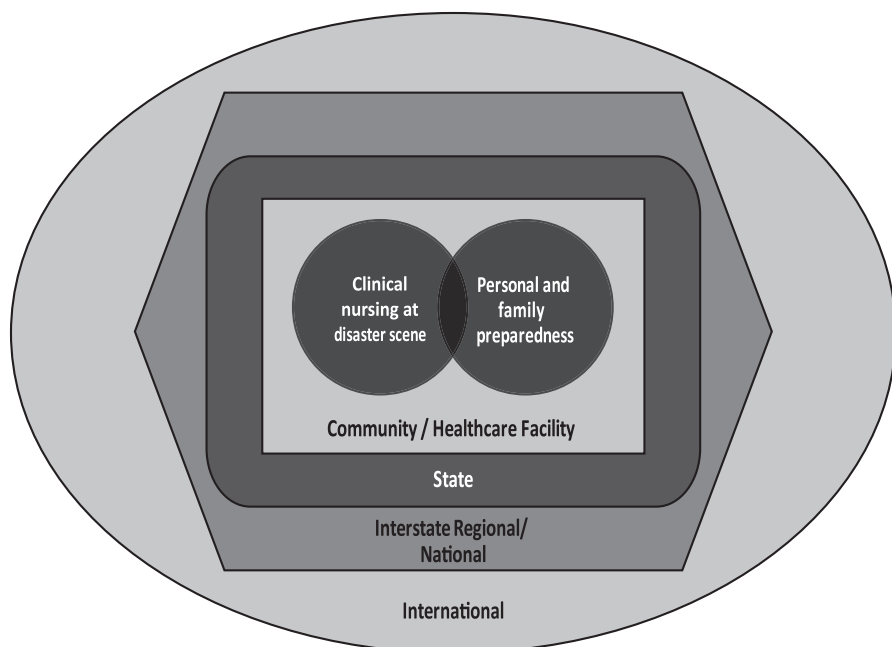 Clinical
nursing at
disaster scene
Personal and
family
preparedness
Community / Healthcare Facility
State
Interstate Regional/
National
International